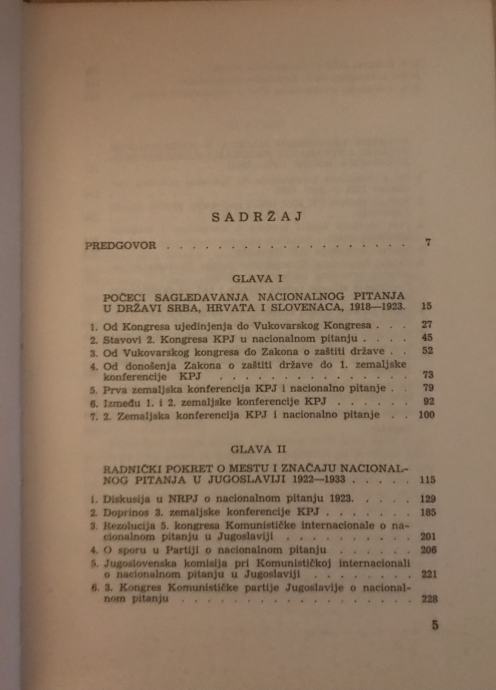 SADRŽAJ
PREDGOVOR . . . . . . . . . . . . . . . . . . . 7
GLAVA I
POČECI SAGLEDAVANJA NACIONALNOG PITANJA
U DRŽAVI SRBA, HRVATA I SLOVENACA, 1918—1923. 15
1. Od Kongresa ujedinjenja do Vukovarskog Kongresa . . . 27
2. Stavovi 2. Kongresa KPJ u nacionalnom pitanju . . . . 45
3. Od Vukovarskog kongresa do Zakona o zaštiti države . . 52
4. Od donošenja Zakona o zaštiti države do 1. zemaljske
konferencije KPJ . . . . . . . . . . . 73
5. Prva zemaljska konferencija KPJ i nacionalno pitanje . . 79
6. Između 1. i 2. zemaljske konferencije KPJ . . . . . . 92
7. 2. Zemaljska konferencija KPJ i nacionalno pitanje . . 100
GLAVA II
RADNIČKI POKRET O MESTU I ZNAČAJU NACIONAL-
NOG PITANJA U JUGOSLAVIJI 1922—1933 . . . . . 115
1. Diskusija u NRPJ o nacionalnom pitanju 1923. . . . . 129
2. Doprinos 3. zemaljske konferencije KPJ . . . . . . . 185
3. Rezolucija 5. kongresa Komunističke internacionale o na-
cionalnom pitanju u Jugoslaviji . . . . . . . . . 201
4. O sporu u Partiji o nacionalnom pitanju . . . . . . 206
5. Jugoslovenska komisija pri Komunističkoj internacionali
o nacionalnom pitanju u Jugoslaviji . . . . . . . . 221
6. 3. Kongres Komunističke partije Jugoslavije o nacional-
nom pitanju . . . . . . . . . . . . . . 228
5